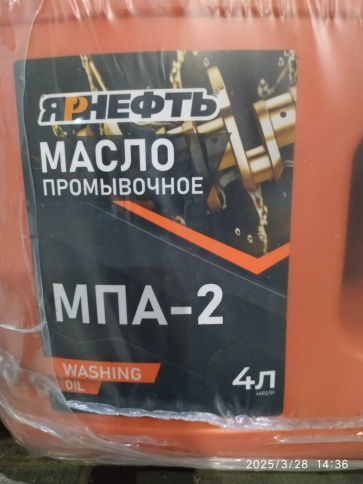 ЯРНЕФТЬ
МАСЛО
ПРОМЫВОЧНОЕ
МПА-2
WASHING
OIL
4Л
2025/3/28 14:36